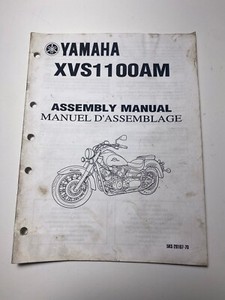 YAMAHA
XVS1100AM
ASSEMBLY MANUAL
MANUEL D'ASSEMBLAGE